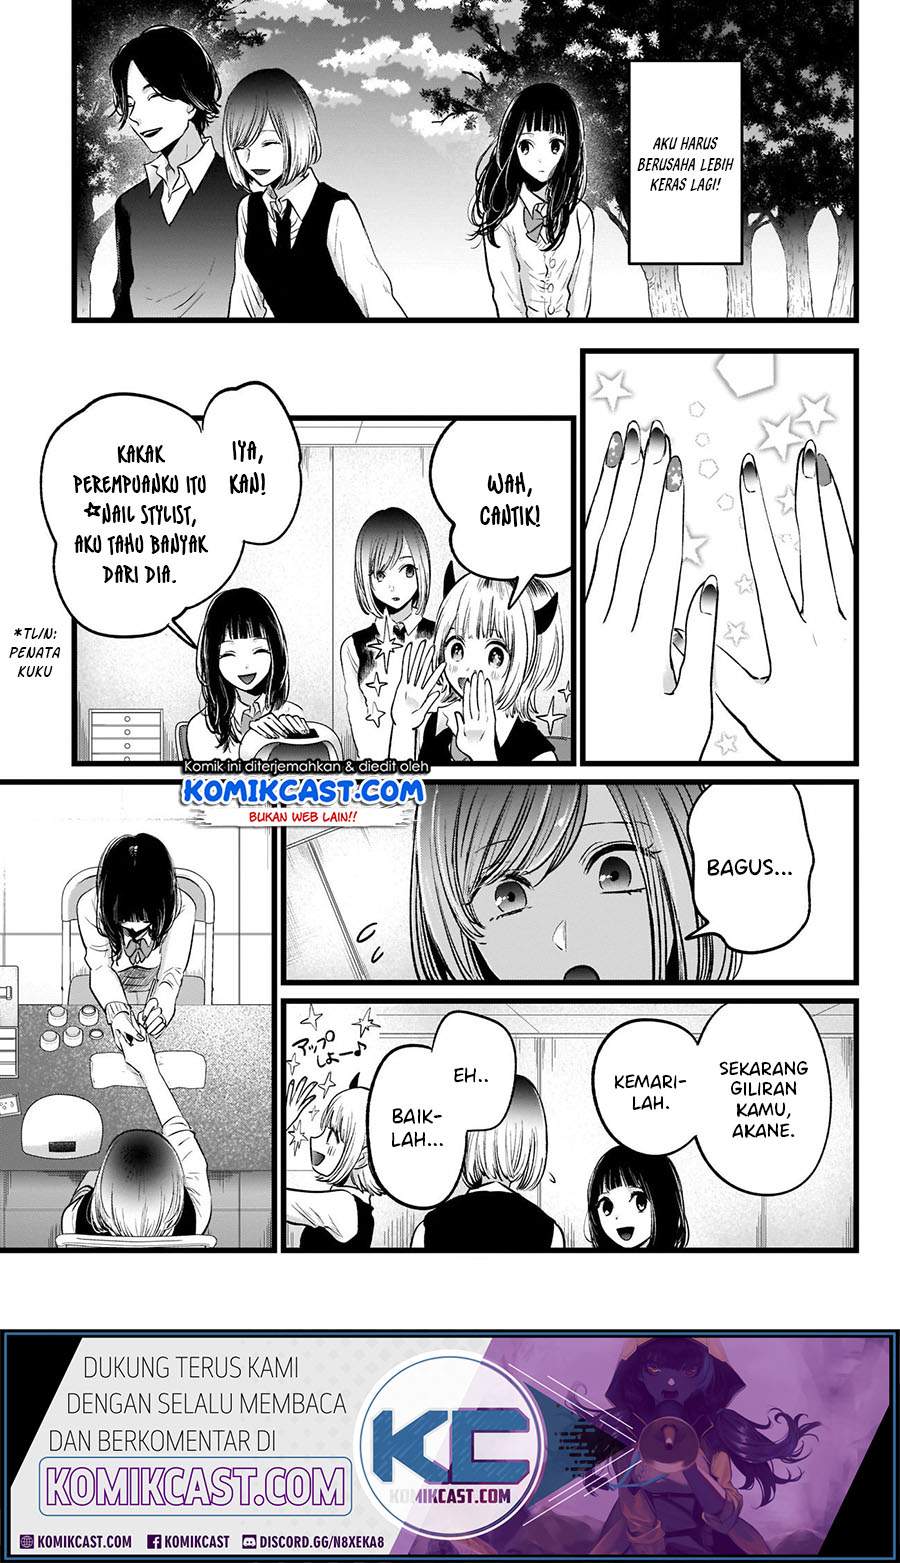 AKU HARUS
BERUSAHA LEBIH
KERAS LAGI!
WAH,
CANTIK!
IYA,
KAN!
KAKAK
PEREMPUANKU ITU
*NAIL STYLIST,
AKU TAHU BANYAK
DARI DIA.
*TL/N:
PENATA
KUKU
Komik ini diterjemahkan & diedit oleh
KOMIKCAST.COM
BUKAN WEB LAIN!!
BAGUS...
SEKARANG
GILIRAN
KAMU,
AKANE.
KEMARI-
LAH.
EH..
BAIK-
LAH...
アップ
しよー♪
DUKUNG TERUS KAMI
DENGAN SELALU MEMBACA
DAN BERKOMENTAR DI
KOMIKCAST.COM
KC
KOMIKCAST.COM
KOMIKCAST.COM
KOMIKCAST
DISCORD.GG/N8XEKA8